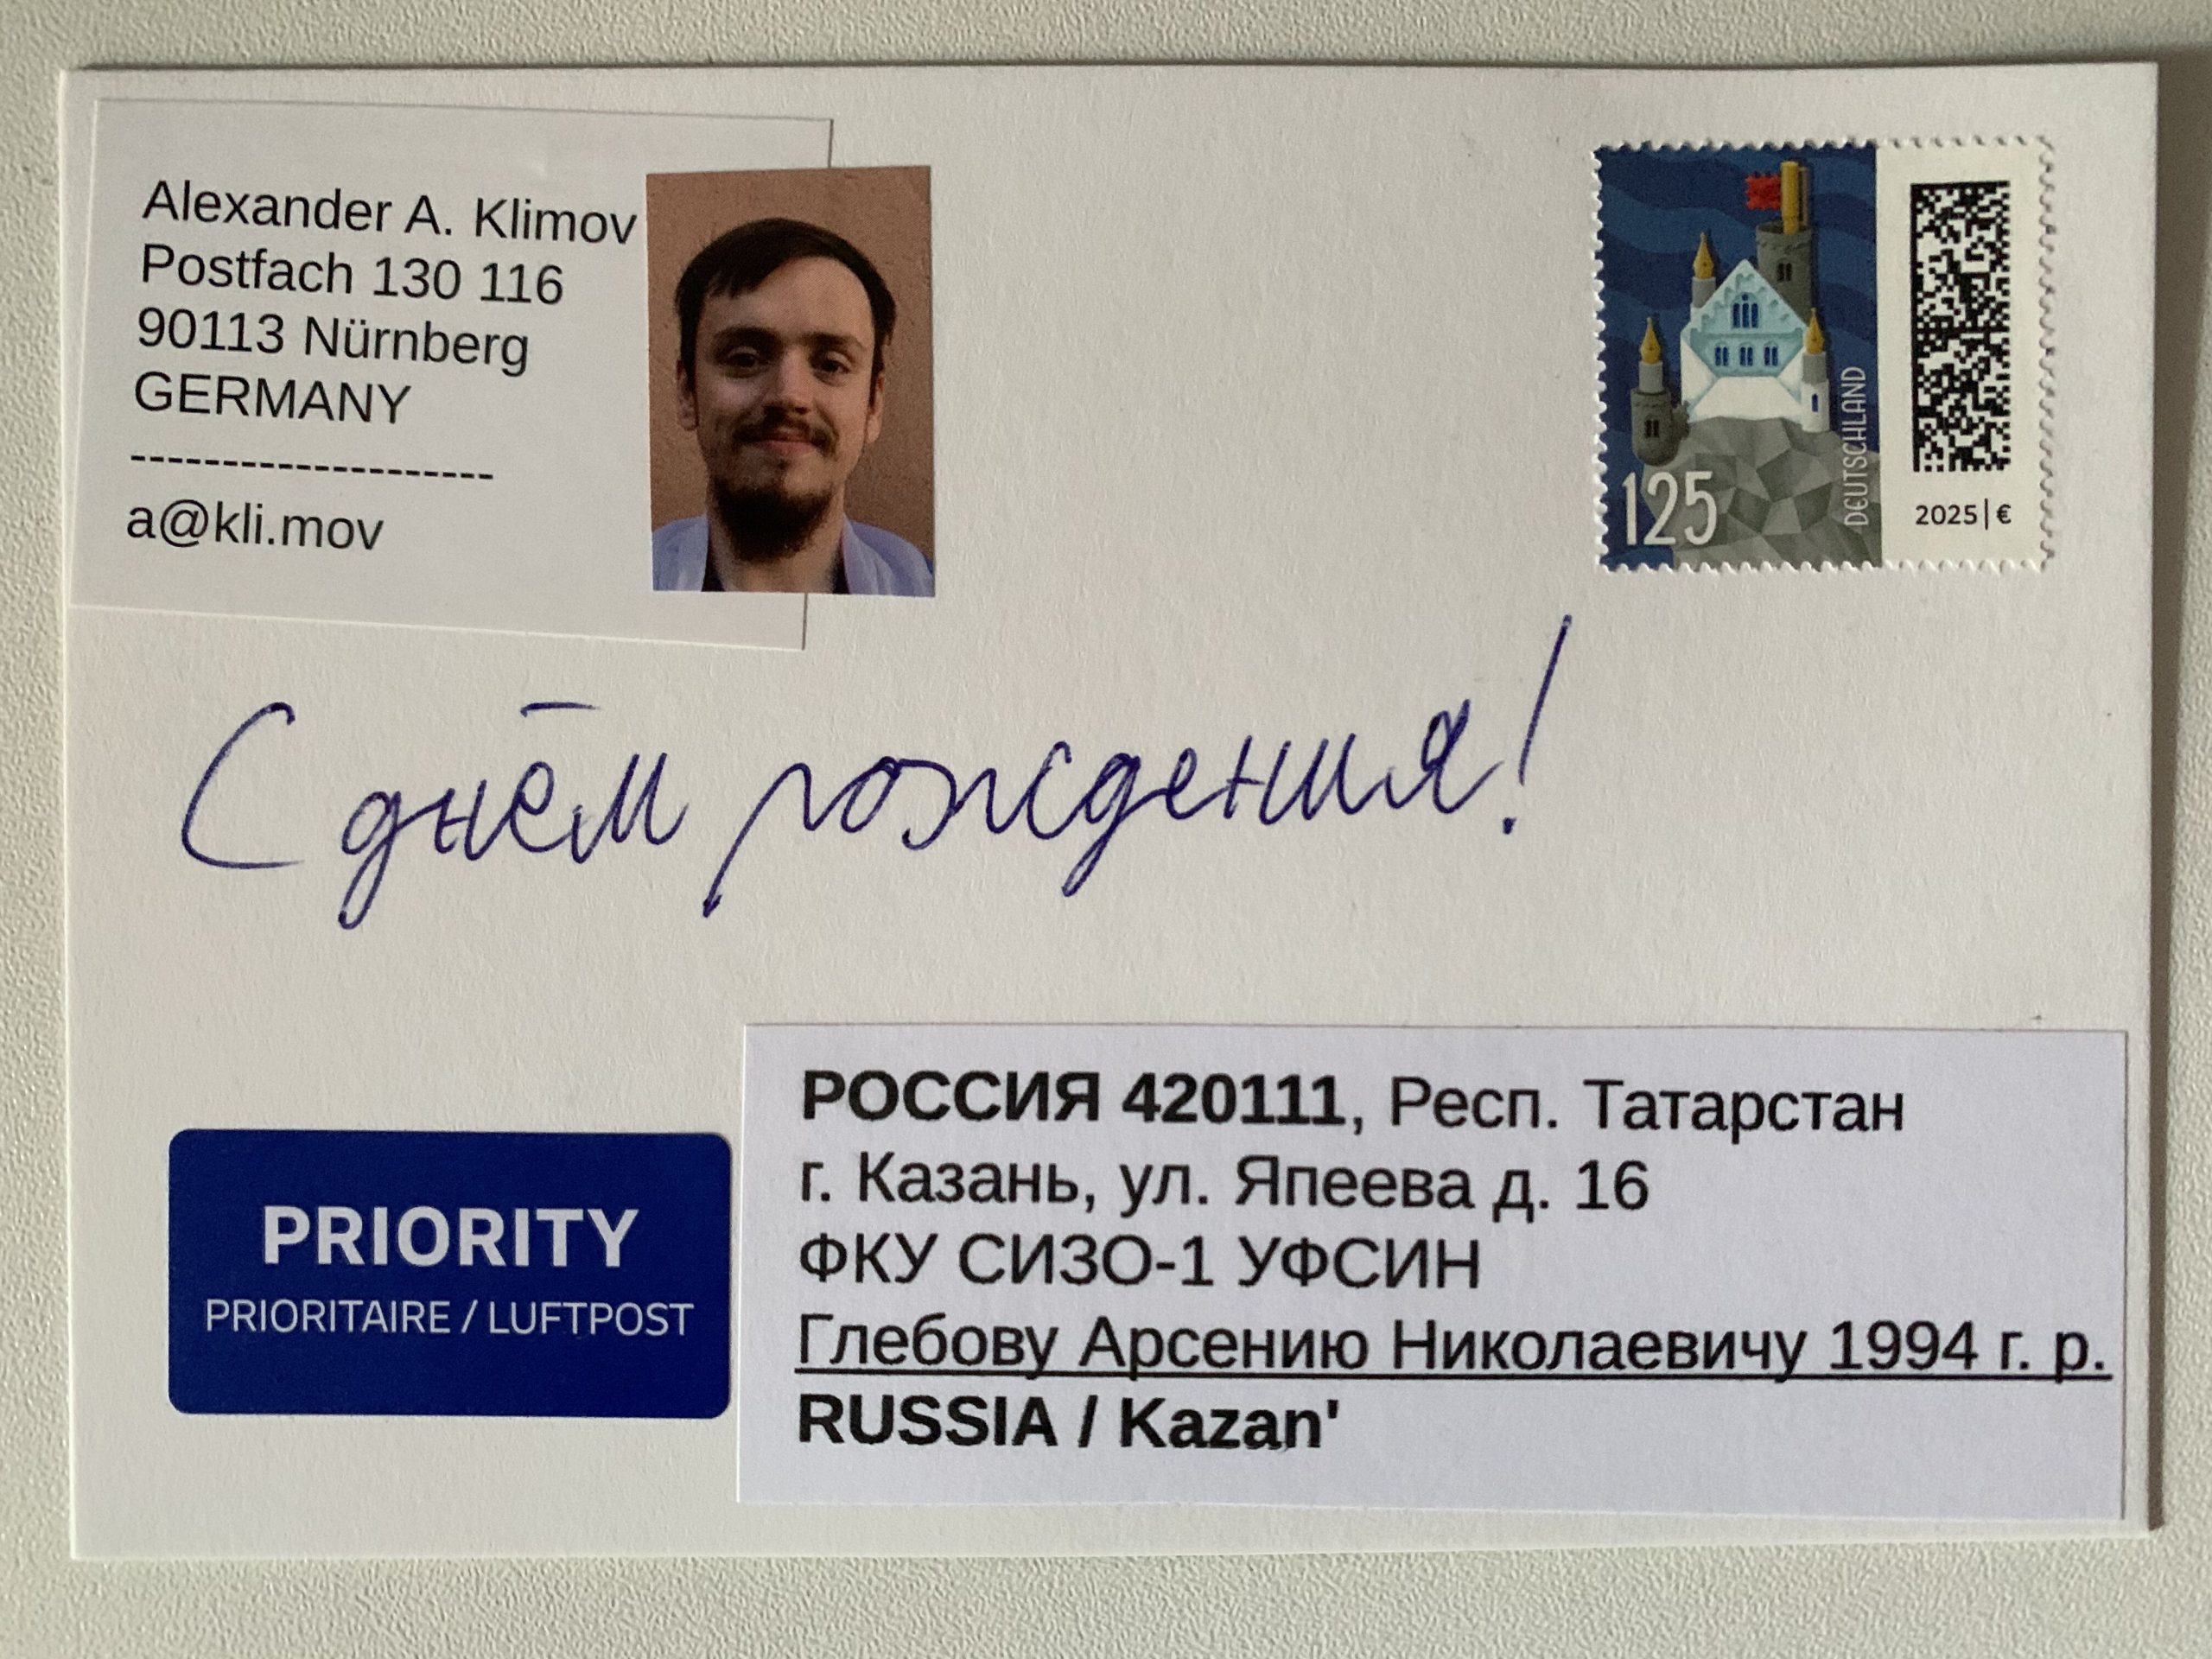 Alexander A. Klimov
Postfach 130 116
90113 Nürnberg
GERMANY
--------------------
a@kli.mov
125
DEUTSCHLAND
2025|€
С днём рождения!
PRIORITY
PRIORITAIRE / LUFTPOST
РОССИЯ 420111, Респ. Татарстан
г. Казань, ул. Япеева д. 16
ФКУ СИЗО-1 УФСИН
Глебову Арсению Николаевичу 1994 г. р.
RUSSIA / Kazan'